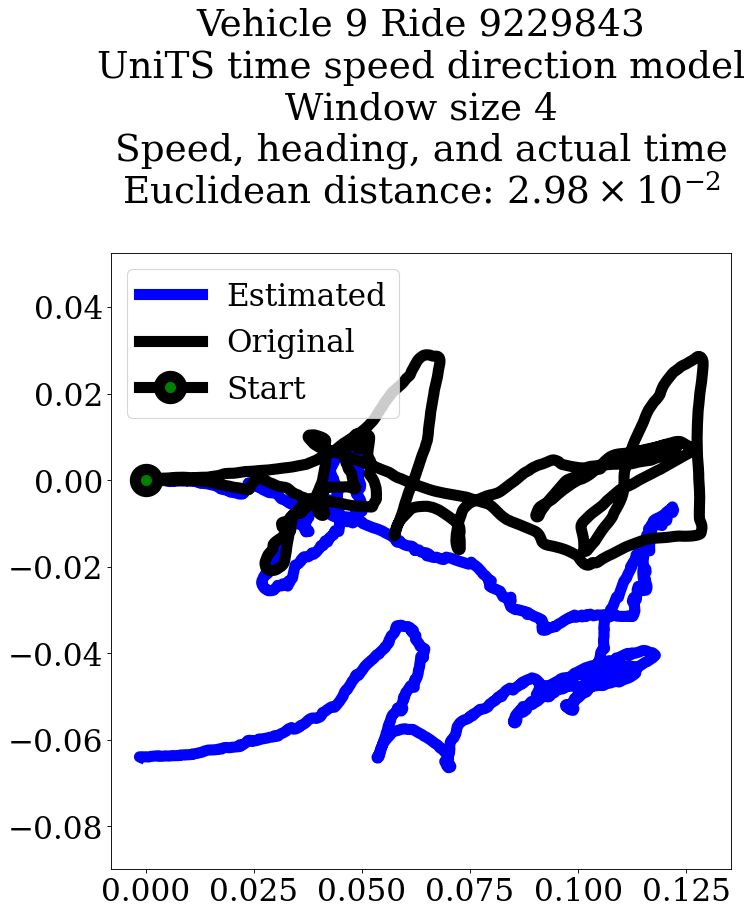 Vehicle 9 Ride 9229843
UniTS time speed direction model
Window size 4
Speed, heading, and actual time
Euclidean distance: 2.98 × 10⁻²
Estimated
Original
Start
0.04
0.02
0.00
−0.02
−0.04
−0.06
−0.08
0.000 0.025 0.050 0.075 0.100 0.125